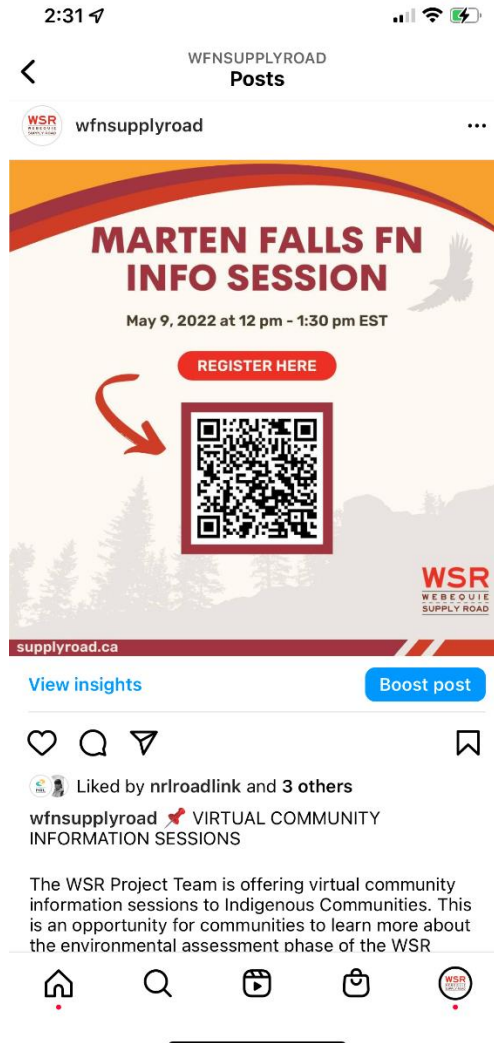 2:31
WFNSUPPLYROAD
Posts
WSR
wfnsupplyroad
MARTEN FALLS FN
INFO SESSION
May 9, 2022 at 12 pm - 1:30 pm EST
REGISTER HERE
WSR
WEBEQUIE
SUPPLY ROAD
supplyroad.ca
View insights
Boost post
Liked by nrlroadlink and 3 others
wfnsupplyroad 📌 VIRTUAL COMMUNITY
INFORMATION SESSIONS
The WSR Project Team is offering virtual community
information sessions to Indigenous Communities. This
is an opportunity for communities to learn more about
the environmental assessment phase of the WSR
WSR